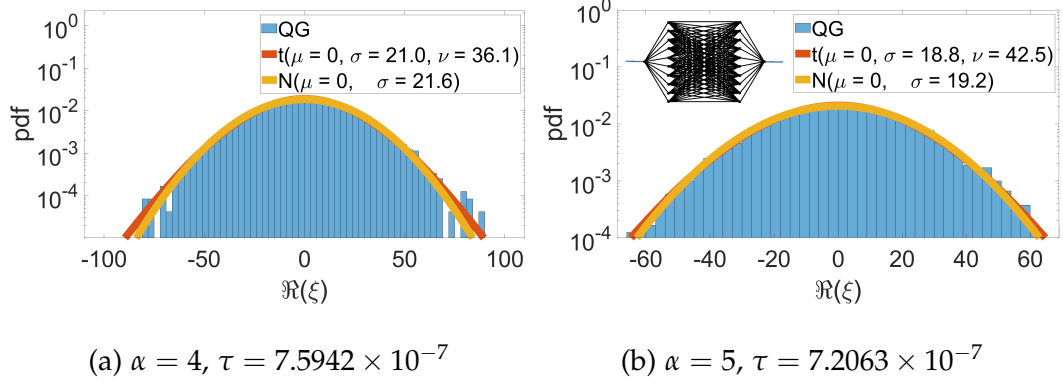 10^2
10^0
10^-1
10^-2
10^-3
10^-4
pdf
QG
t(μ = 0, σ = 21.0, ν = 36.1)
N(μ = 0, σ = 21.6)
-100 -50 0 50 100
ℜ(ξ)
(a) α = 4, τ = 7.5942 × 10^-7
10^0
10^-1
10^-2
10^-3
10^-4
pdf
QG
t(μ = 0, σ = 18.8, ν = 42.5)
N(μ = 0, σ = 19.2)
-60 -40 -20 0 20 40 60
ℜ(ξ)
(b) α = 5, τ = 7.2063 × 10^-7